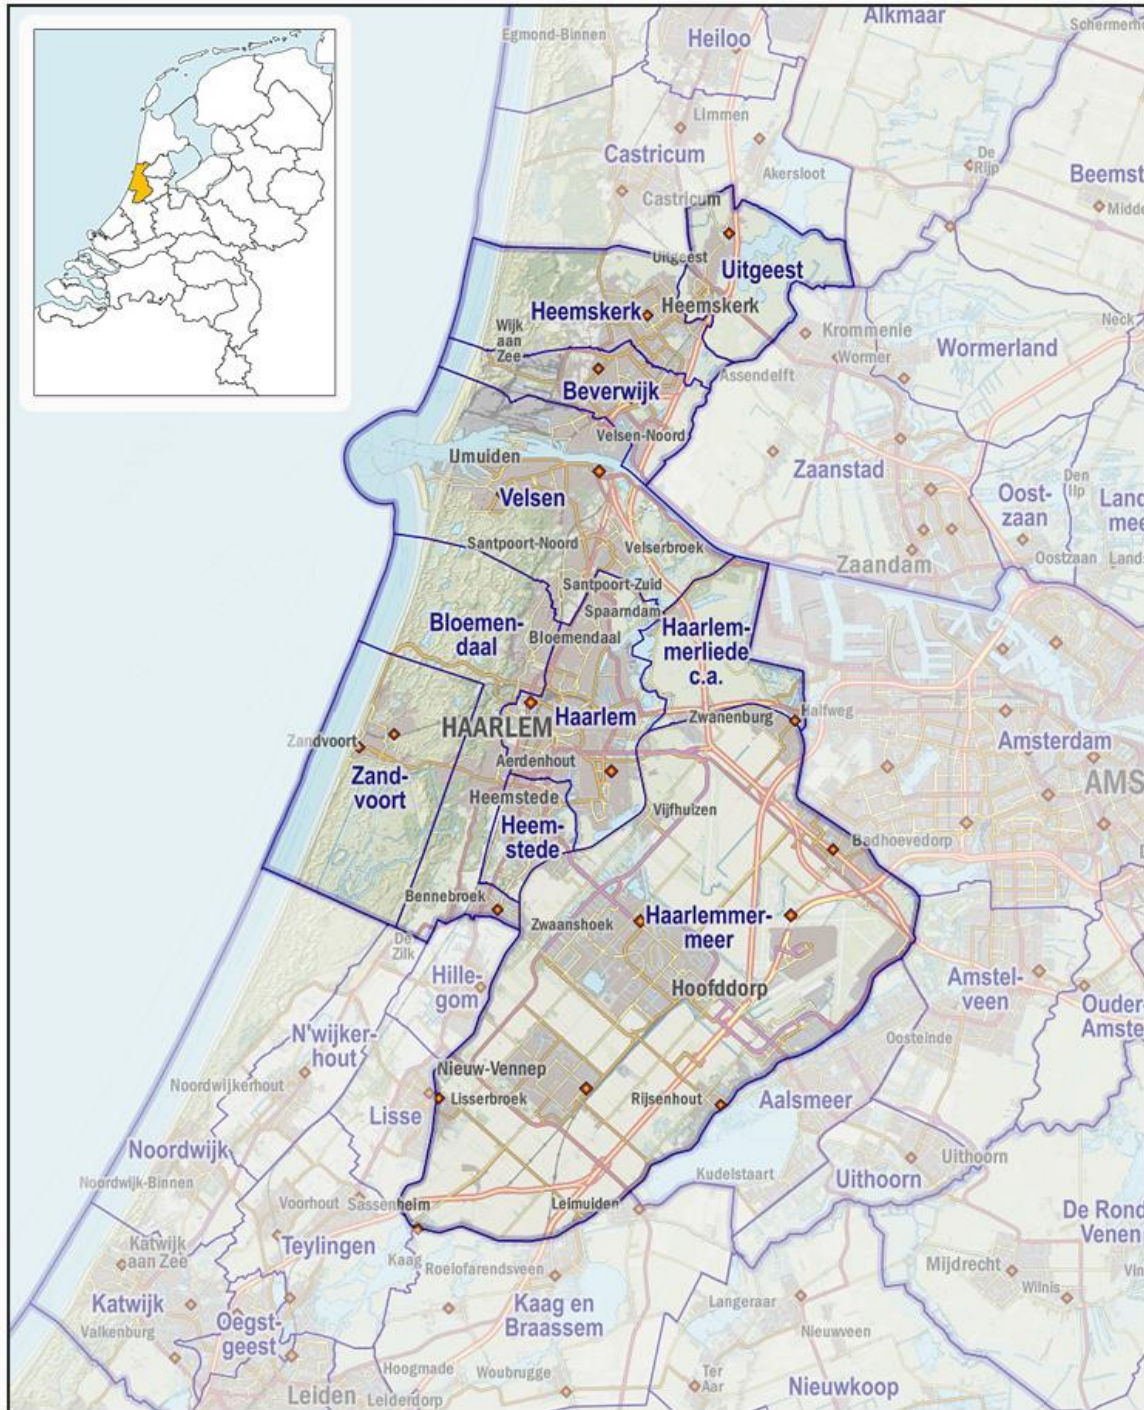 Alkmaar
Egmond-Binnen
Heiloo
Limmen
Castricum
De
Rijp
Akersloot
Beemst
Castricum
Midde
Uitgeest
Uitgeest
Heemskerk
Heemskerk
Krommenie
Neck
Wijk
aan
Zee
Wormer
Wormerland
Assendelft
Beverwijk
Velsen-Noord
IJmuiden
Zaanstad
Velsen
Oost-
zaan
Den
Ilp
Land
mee
Santpoort-Noord
Velserbroek
Zaandam
Oostzaan
Lands
Santpoort-Zuid
Spaarndam
Bloemen-
daal
Bloemendaal
Haarlem-
merliede
c.a.
HAARLEM
Haarlem
Zwanenburg
Halfweg
Zandvoort
Amsterdam
Aerdenhout
Zand-
voort
AMS
Heemstede
Vijfhuizen
Heem-
stede
Badhoevedorp
Bennebroek
Zwaanshoek
Haarlemmer-
meer
De
Zilk
Hille-
gom
Hoofddorp
Amstel-
veen
Ouder-
Amste
N'wijker-
hout
Oosteinde
Nieuw-Vennep
Noordwijkerhout
Lisserbroek
Rijsenhout
Lisse
Aalsmeer
Noordwijk
Uithoorn
Noordwijk-Binnen
Kudelstaart
Uithoorn
Voorhout
Sassenheim
Leimuiden
De Rond
Venen
Katwijk
aan Zee
Teylingen
Kaag
Roelofarendsveen
Mijdrecht
Wilnis
Vin
Katwijk
Valkenburg
Oegst-
geest
Kaag en
Braassem
Langeraar
Nieuwveen
Hoogmade
Woubrugge
Ter
Aar
Leiden
Leiderdorp
Nieuwkoop